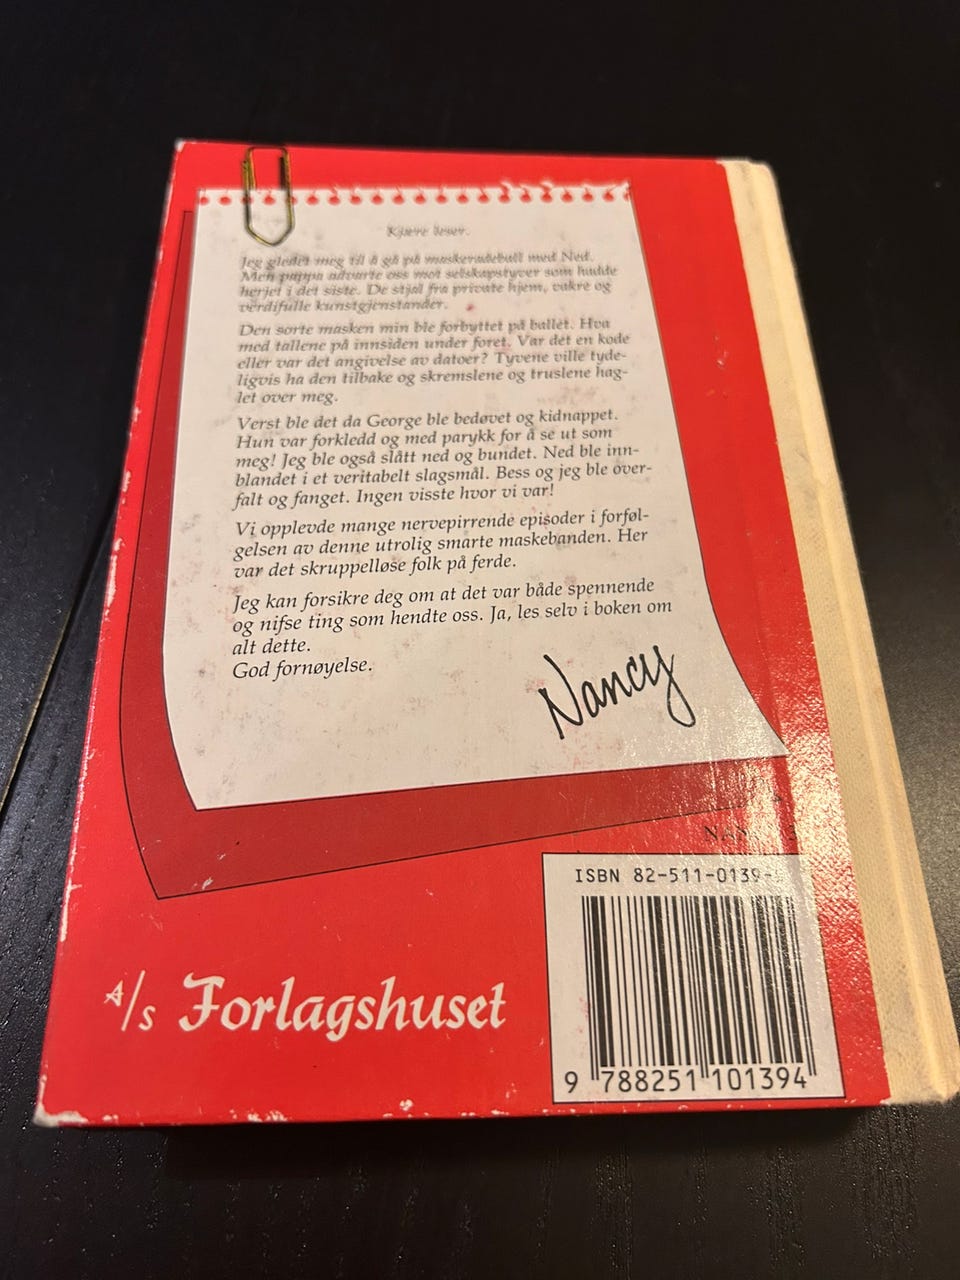 Kjære leser.
Jeg gledet meg til å gå på maskeradeball med Ned.
Men pappa advarte oss mot selskapstyver som hadde
herjet i det siste. De stjal fra private hjem, vakre og
verdifulle kunstgjenstander.
Den sorte masken min ble forbyttet på ballet. Hva
med tallene på innsiden under foret. Var det en kode
eller var det angivelse av datoer? Tyvene ville tyde-
ligvis ha den tilbake og skremslene og truslene hag-
let over meg.
Verst ble det da George ble bedøvet og kidnappet.
Hun var forkledd og med parykk for å se ut som
meg! Jeg ble også slått ned og bundet. Ned ble inn-
blandet i et veritabelt slagsmål. Bess og jeg ble over-
falt og fanget. Ingen visste hvor vi var!
Vi opplevde mange nervepirrende episoder i forføl-
gelsen av denne utrolig smarte maskebanden. Her
var det skruppelløse folk på ferde.
Jeg kan forsikre deg om at det var både spennende
og nifse ting som hendte oss. Ja, les selv i boken om
alt dette.
God fornøyelse.
Nancy
ISBN 82-511-0139-
9 788251 101394
A/s Forlagshuset